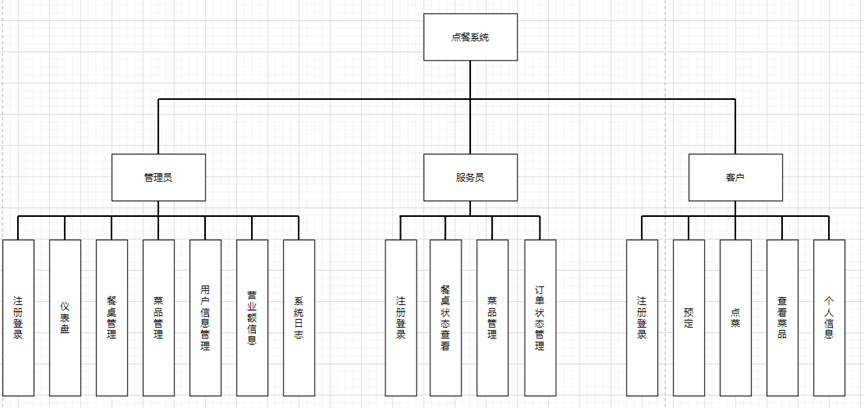 点餐系统
管理员
服务员
客户
注册登录
仪表盘
餐桌管理
菜品管理
用户信息管理
营业额信息
系统日志
注册登录
餐桌状态查看
菜品管理
订单状态管理
注册登录
预定
点菜
查看菜品
个人信息